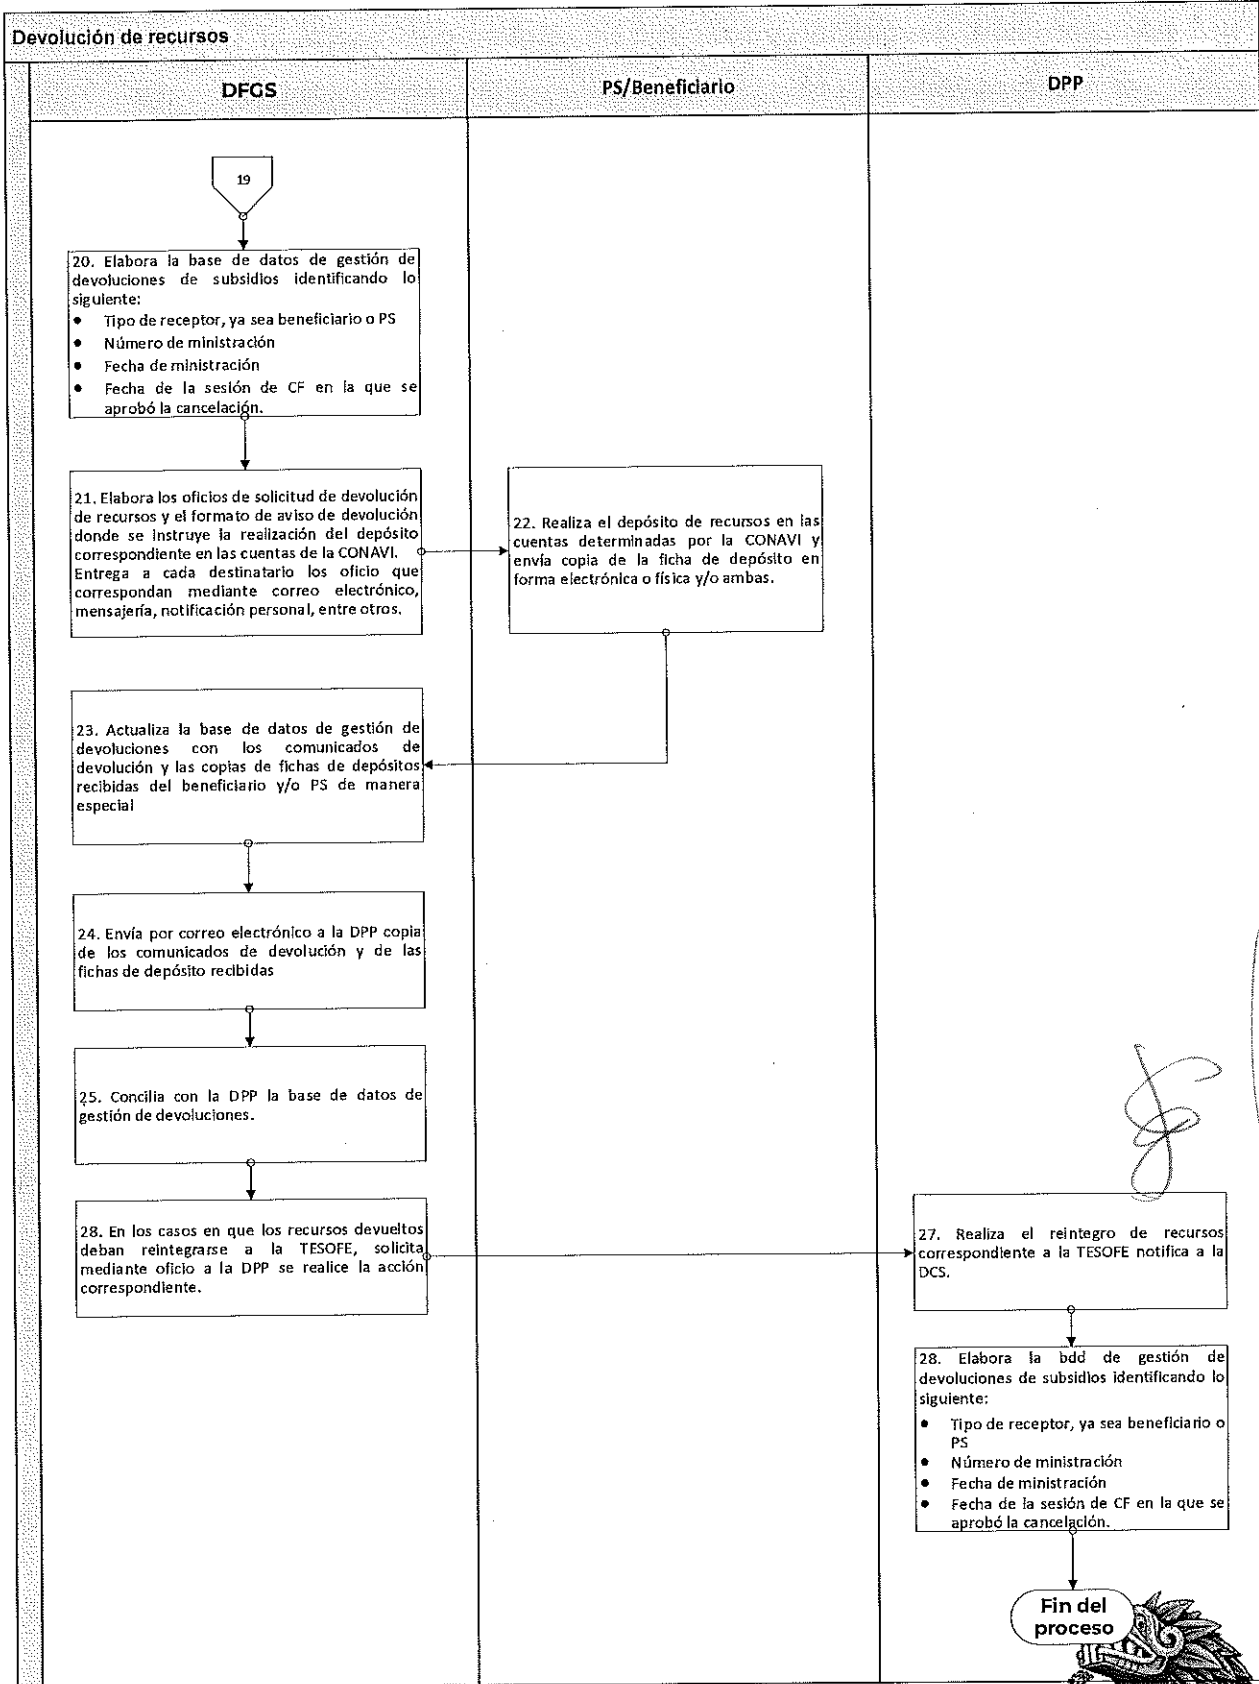 Devolución de recursos
DFGS
PS/Beneficiario
DPP
19
20. Elabora la base de datos de gestión de
devoluciones de subsidios identificando lo
siguiente:
• Tipo de receptor, ya sea beneficiario o PS
• Número de ministración
• Fecha de ministración
• Fecha de la sesión de CF en la que se
aprobó la cancelación.
21. Elabora los oficios de solicitud de devolución
de recursos y el formato de aviso de devolución
donde se instruye la realización del depósito
correspondiente en las cuentas de la CONAVI.
Entrega a cada destinatario los oficio que
correspondan mediante correo electrónico,
mensajería, notificación personal, entre otros.
22. Realiza el depósito de recursos en las
cuentas determinadas por la CONAVI y
envía copia de la ficha de depósito en
forma electrónica o física y/o ambas.
23. Actualiza la base de datos de gestión de
devoluciones con los comunicados de
devolución y las copias de fichas de depósitos
recibidas del beneficiario y/o PS de manera
especial
24. Envía por correo electrónico a la DPP copia
de los comunicados de devolución y de las
fichas de depósito recibidas
25. Concilia con la DPP la base de datos de
gestión de devoluciones.
28. En los casos en que los recursos devueltos
deban reintegrarse a la TESOFE, solicita
mediante oficio a la DPP se realice la acción
correspondiente.
27. Realiza el reintegro de recursos
correspondiente a la TESOFE notifica a la
DCS.
28. Elabora la bdd de gestión de
devoluciones de subsidios identificando lo
siguiente:
• Tipo de receptor, ya sea beneficiario o
PS
• Número de ministración
• Fecha de ministración
• Fecha de la sesión de CF en la que se
aprobó la cancelación.
Fin del
proceso